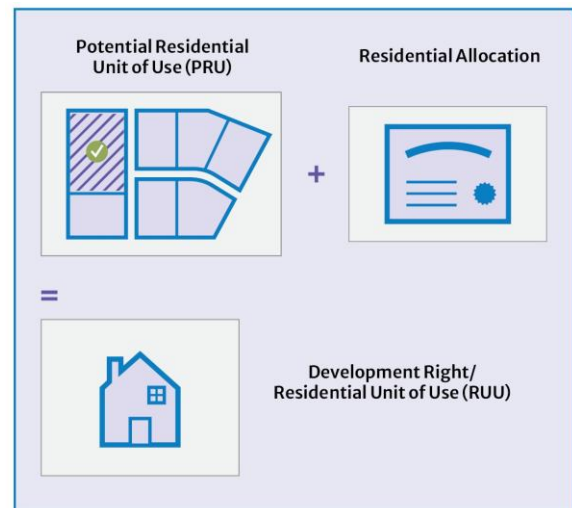 Potential Residential
Unit of Use (PRU)
Residential Allocation
+
=
Development Right/
Residential Unit of Use (RUU)